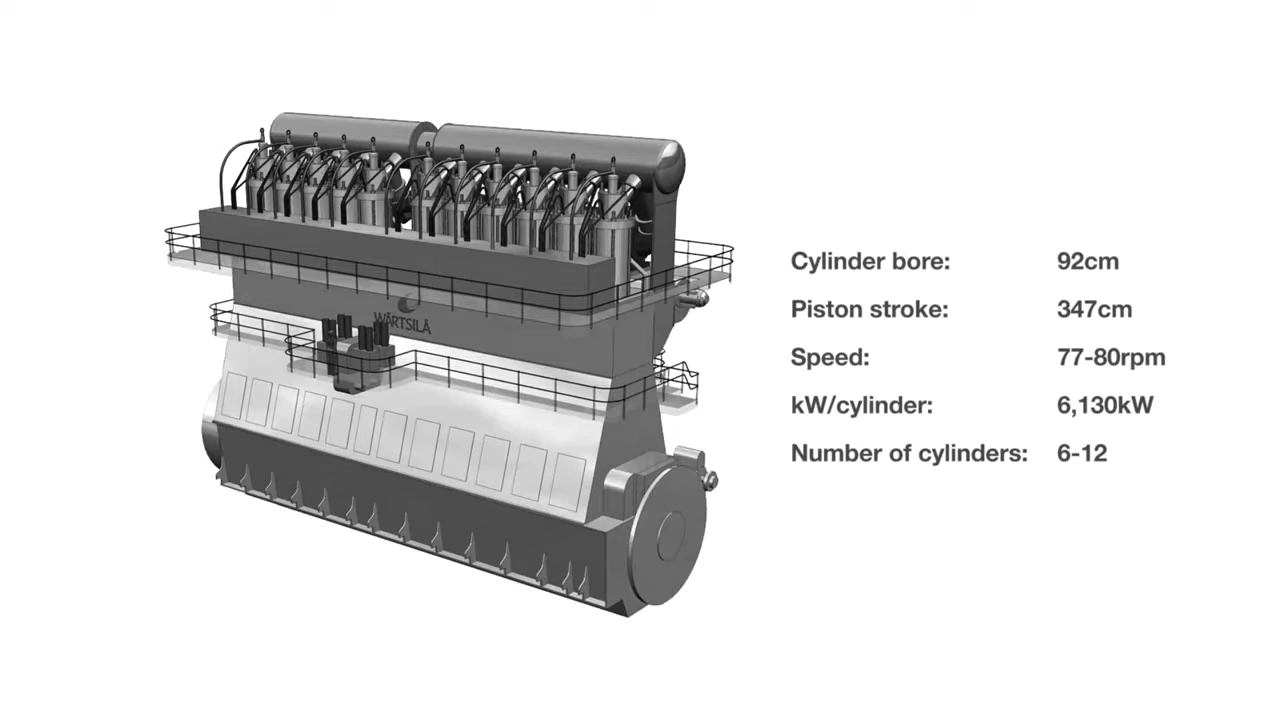 WÄRTSILÄ
Cylinder bore: 92cm
Piston stroke: 347cm
Speed: 77-80rpm
kW/cylinder: 6,130kW
Number of cylinders: 6-12